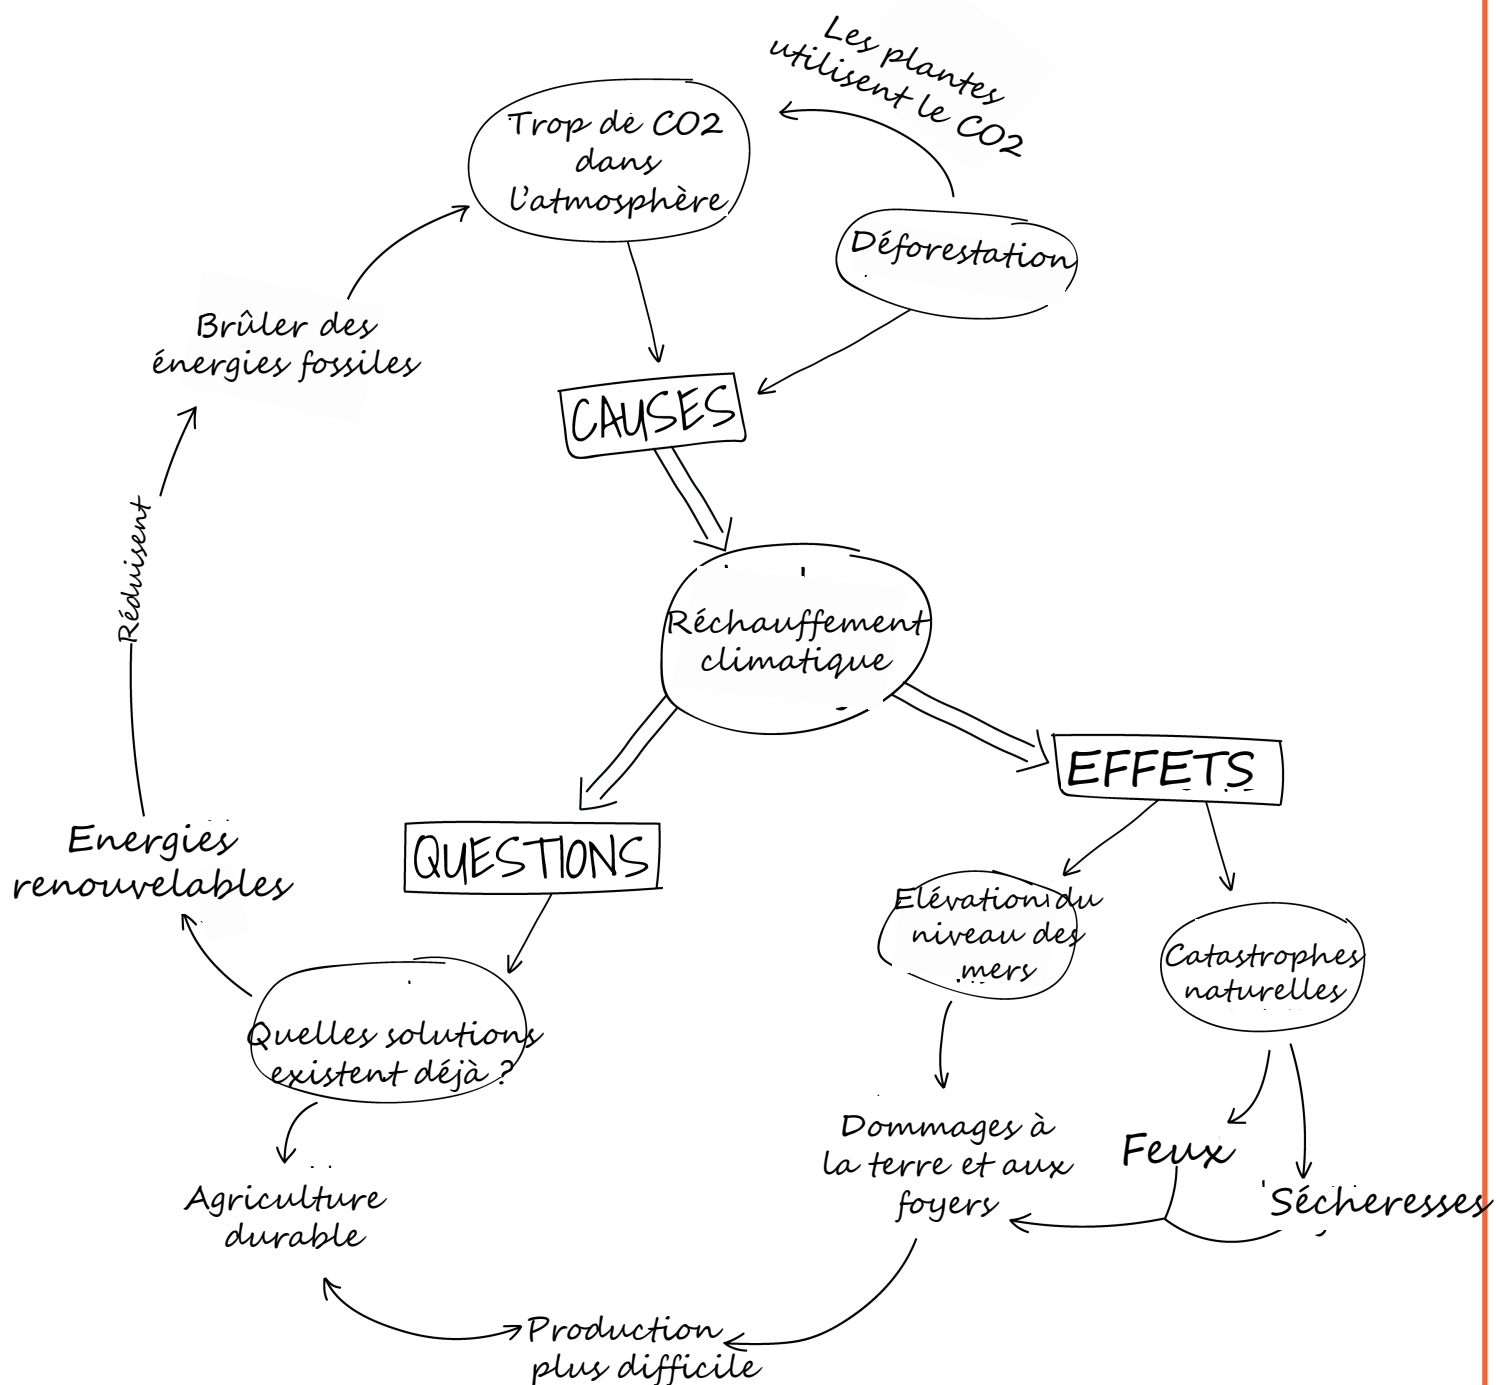 Les plantes
utilisent le CO2
Trop de CO2
dans
l'atmosphère
Déforestation
Brûler des
énergies fossiles
CAUSES
Réduisent
Réchauffement
climatique
EFFETS
QUESTIONS
Energies
renouvelables
Elévation du
niveau des
mers
Catastrophes
naturelles
Quelles solutions
existent déjà ?
Dommages à
la terre et aux
foyers
Feux
Sécheresses
Agriculture
durable
Production
plus difficile